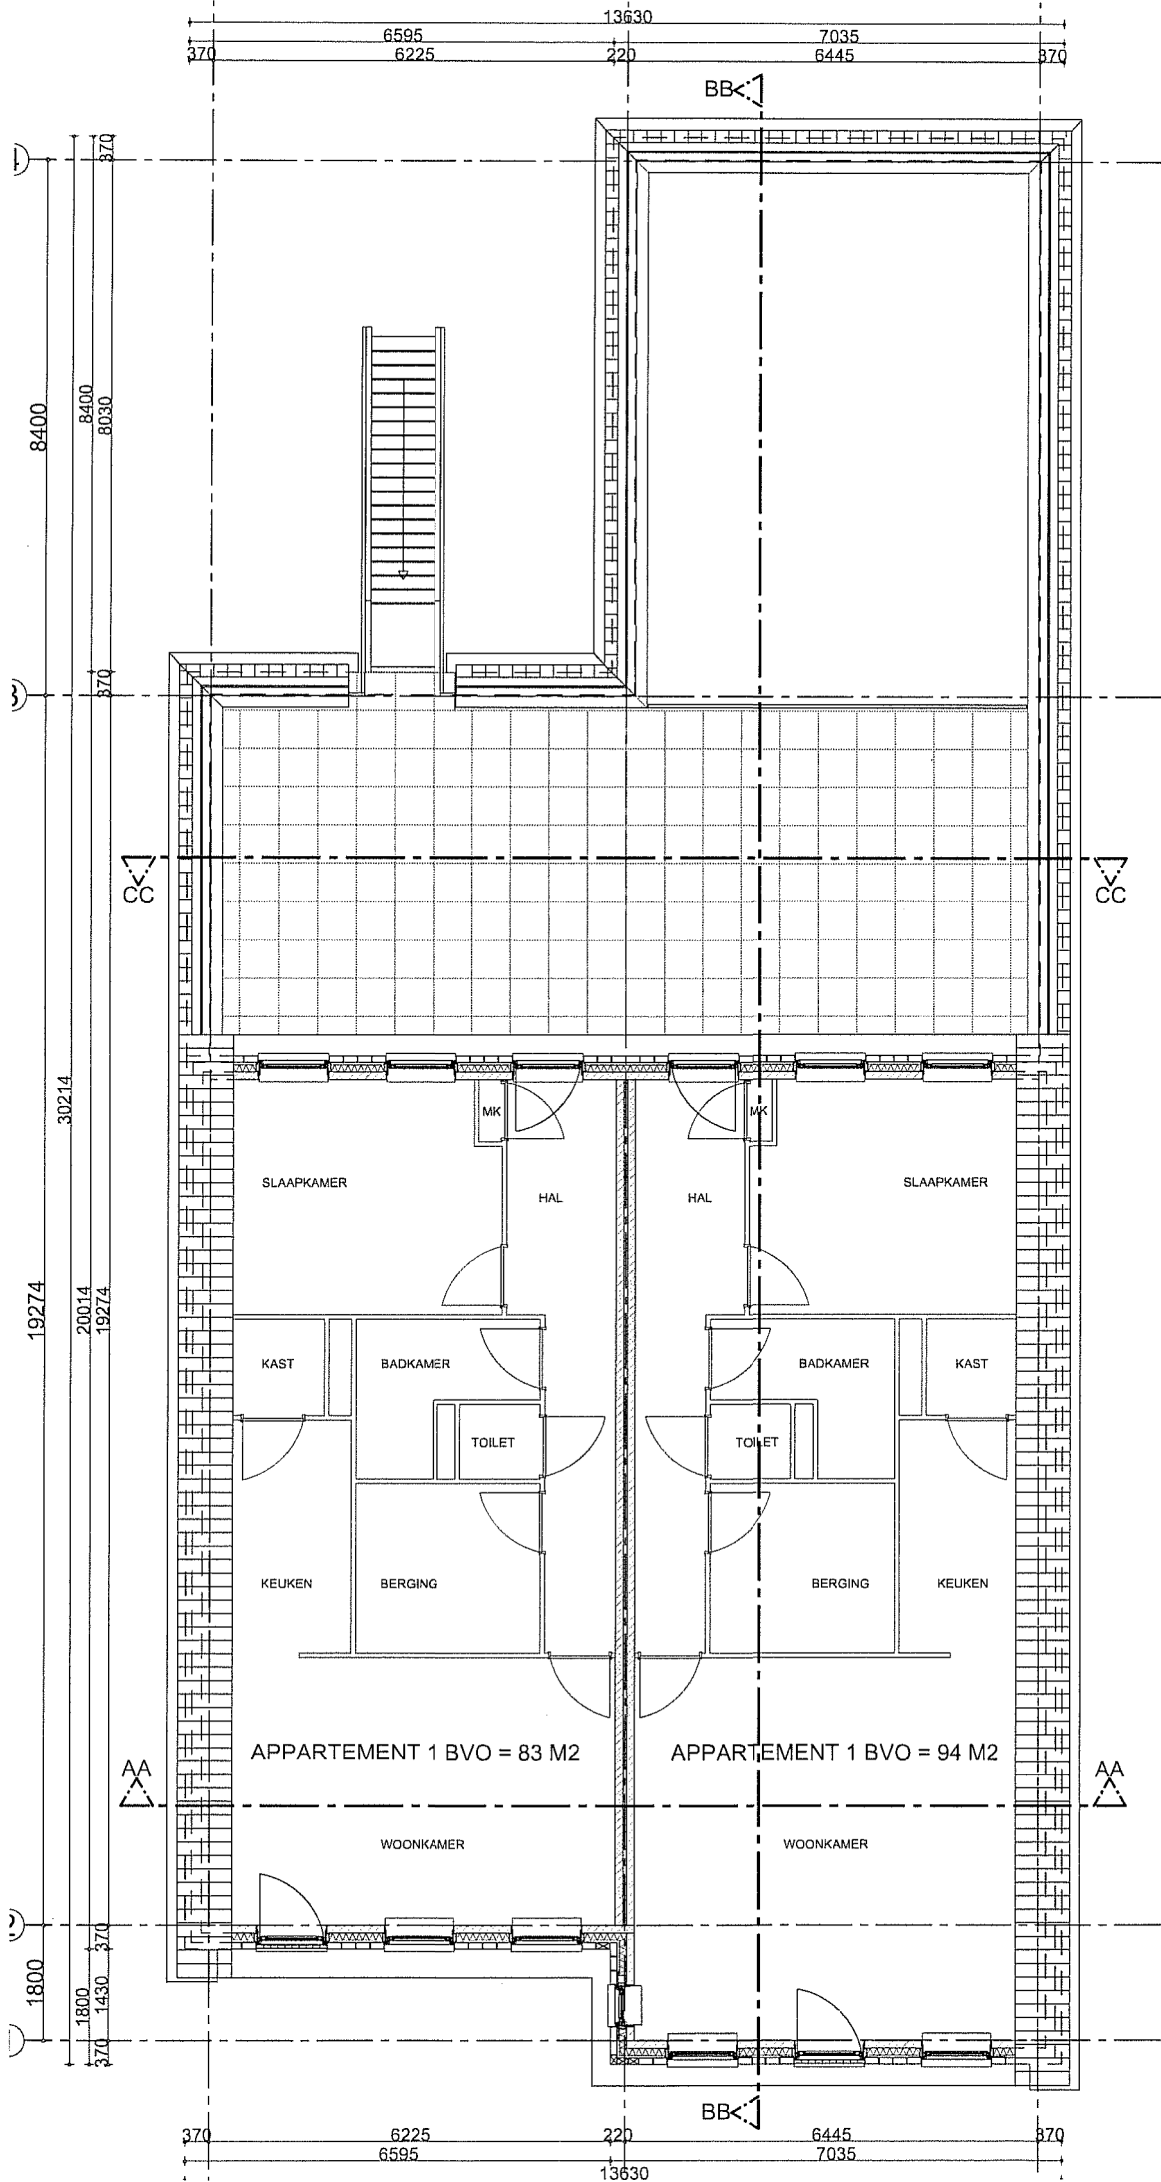 13630
6595 7035
370 6225 220 6445 370
BB
370
8400
8400
8030
370
CC CC
30214
19274
20014
19274
MK MK
SLAAPKAMER HAL HAL SLAAPKAMER
KAST BADKAMER BADKAMER KAST
TOILET TOILET
KEUKEN BERGING BERGING KEUKEN
APPARTEMENT 1 BVO = 83 M2 APPARTEMENT 1 BVO = 94 M2
AA AA
WOONKAMER WOONKAMER
370
1800
1800
1430
370
BB
370 6225 220 6445 370
6595 7035
13630